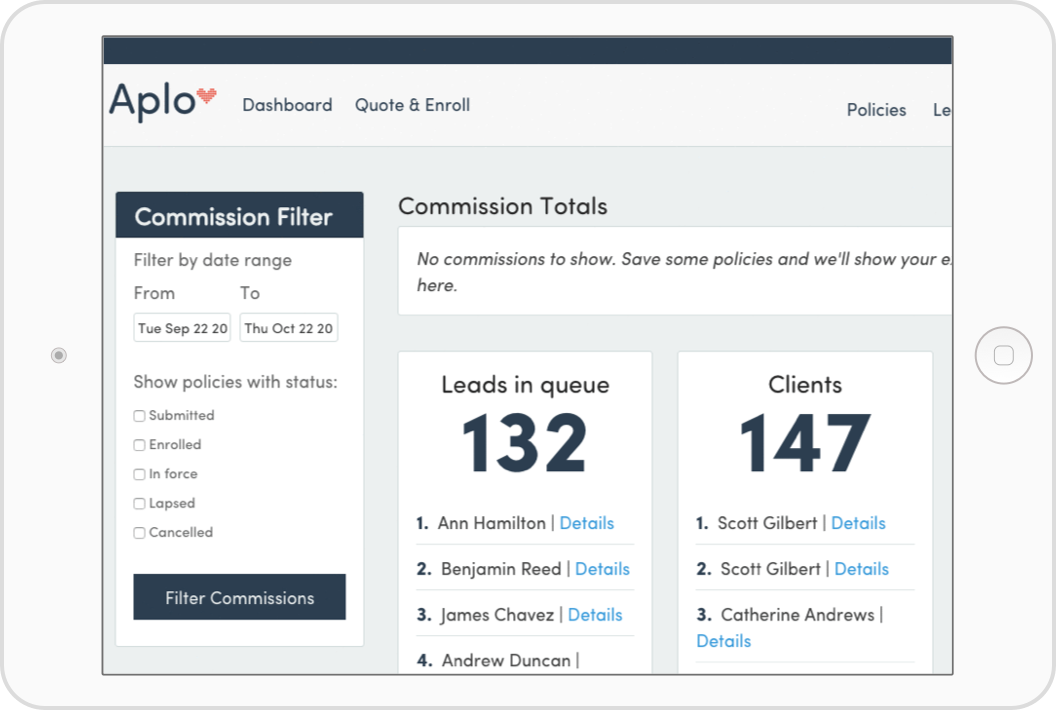 Aplo
Dashboard
Quote & Enroll
Policies
Le
Commission Filter
Filter by date range
From
To
Tue Sep 22 20
Thu Oct 22 20
Show policies with status:
Submitted
Enrolled
In force
Lapsed
Cancelled
Filter Commissions
Commission Totals
No commissions to show. Save some policies and we'll show your e
here.
Leads in queue
132
1. Ann Hamilton | Details
2. Benjamin Reed | Details
3. James Chavez | Details
4. Andrew Duncan |
Clients
147
1. Scott Gilbert | Details
2. Scott Gilbert | Details
3. Catherine Andrews |
Details